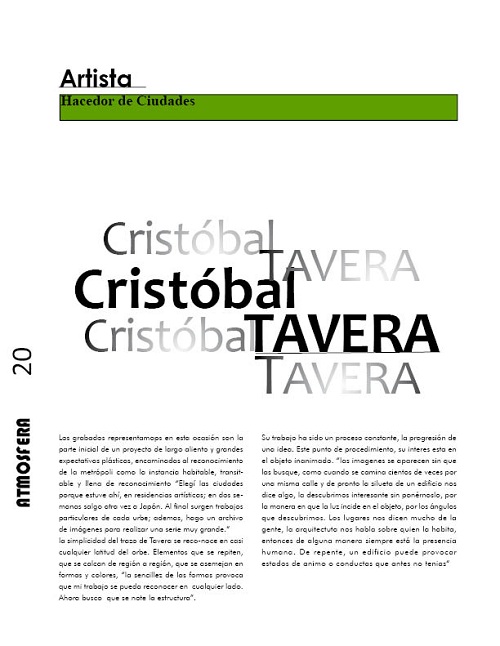 Artista
Hacedor de Ciudades
Cristóbal
TAVERA
Cristóbal
Cristóbal
TAVERA
TAVERA
20
ATMOSFERA
Los grabados representamops en esta ocasión son la
parte inicial de un proyecto de largo aliento y grandes
expectativas plásticas, encaminadas al reconocimiento
de la metrópoli como la instancia habitable, transit-
able y llena de reconocimiento "Elegí las ciudades
porque estuve ahí, en residencias artísticas; en dos se-
manas salgo otra vez a Japón. Al final surgen trabajos
particulares de cada urbe; ademas, hago un archivo
de imágenes para realizar una serie muy grande."
la simplicidad del trazo de Tavera se reco-noce en casi
cualquier latitud del orbe. Elementos que se repiten,
que se calcan de región a región, que se asemejan en
formas y colores, "la sencillez de las formas provoca
que mi trabajo se pueda reconocer en cualquier lado.
Ahora busco que se note la estructura".
Su trabajo ha sido un proceso constante, la progresión de
una idea. Este punto de procedimiento, su interes esta en
el objeto inanimado. "las imagenes se aparecen sin que
las busque, como cuando se camina cientos de veces por
una misma calle y de pronto la silueta de un edificio nos
dice algo, la descubrimos interesante sin ponérnoslo, por
la manera en que la luz incide en el objeto, por los ángulos
que descubrimos. Los lugares nos dicen mucho de la
gente, la arquitectuta nos habla sobre quien la habita,
entonces de alguna manera siempre está la presencia
humana. De repente, un edificio puede provocar
estados de animo o conductas que antes no tenias"